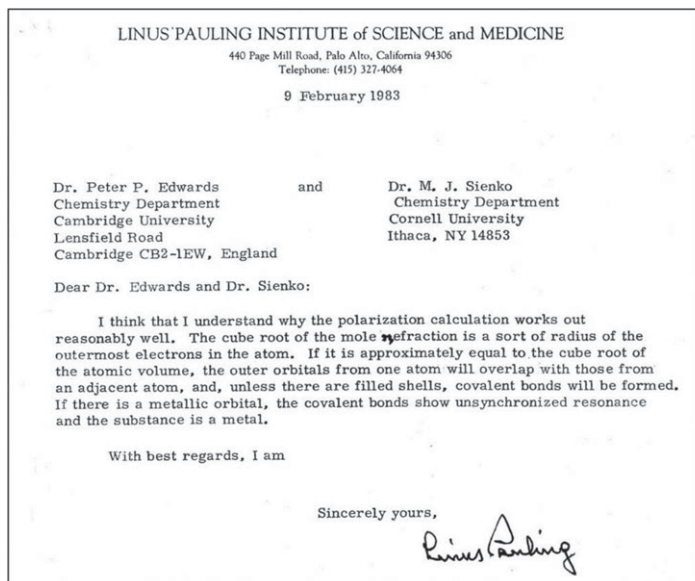 LINUS PAULING INSTITUTE of SCIENCE and MEDICINE
440 Page Mill Road, Palo Alto, California 94306
Telephone: (415) 327-4064
9 February 1983
Dr. Peter P. Edwards and Dr. M. J. Sienko
Chemistry Department Chemistry Department
Cambridge University Cornell University
Lensfield Road Ithaca, NY 14853
Cambridge CB2-1EW, England
Dear Dr. Edwards and Dr. Sienko:
I think that I understand why the polarization calculation works out
reasonably well. The cube root of the mole refraction is a sort of radius of the
outermost electrons in the atom. If it is approximately equal to the cube root of
the atomic volume, the outer orbitals from one atom will overlap with those from
an adjacent atom, and, unless there are filled shells, covalent bonds will be formed.
If there is a metallic orbital, the covalent bonds show unsynchronized resonance
and the substance is a metal.
With best regards, I am
Sincerely yours,
Linus Pauling